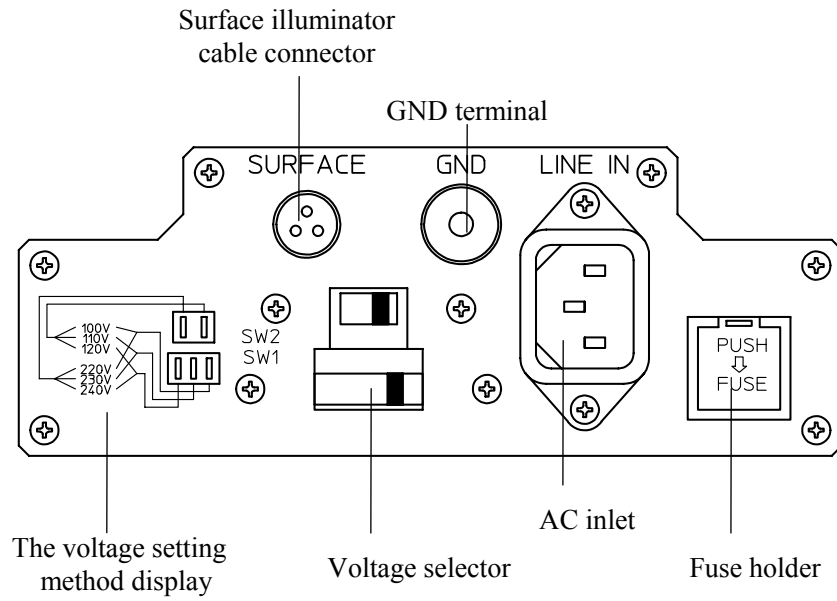 Surface illuminator
cable connector
GND terminal
SURFACE
GND
LINE IN
100V
110V
120V
220V
230V
240V
SW2
SW1
PUSH
FUSE
AC inlet
The voltage setting
method display
Voltage selector
Fuse holder